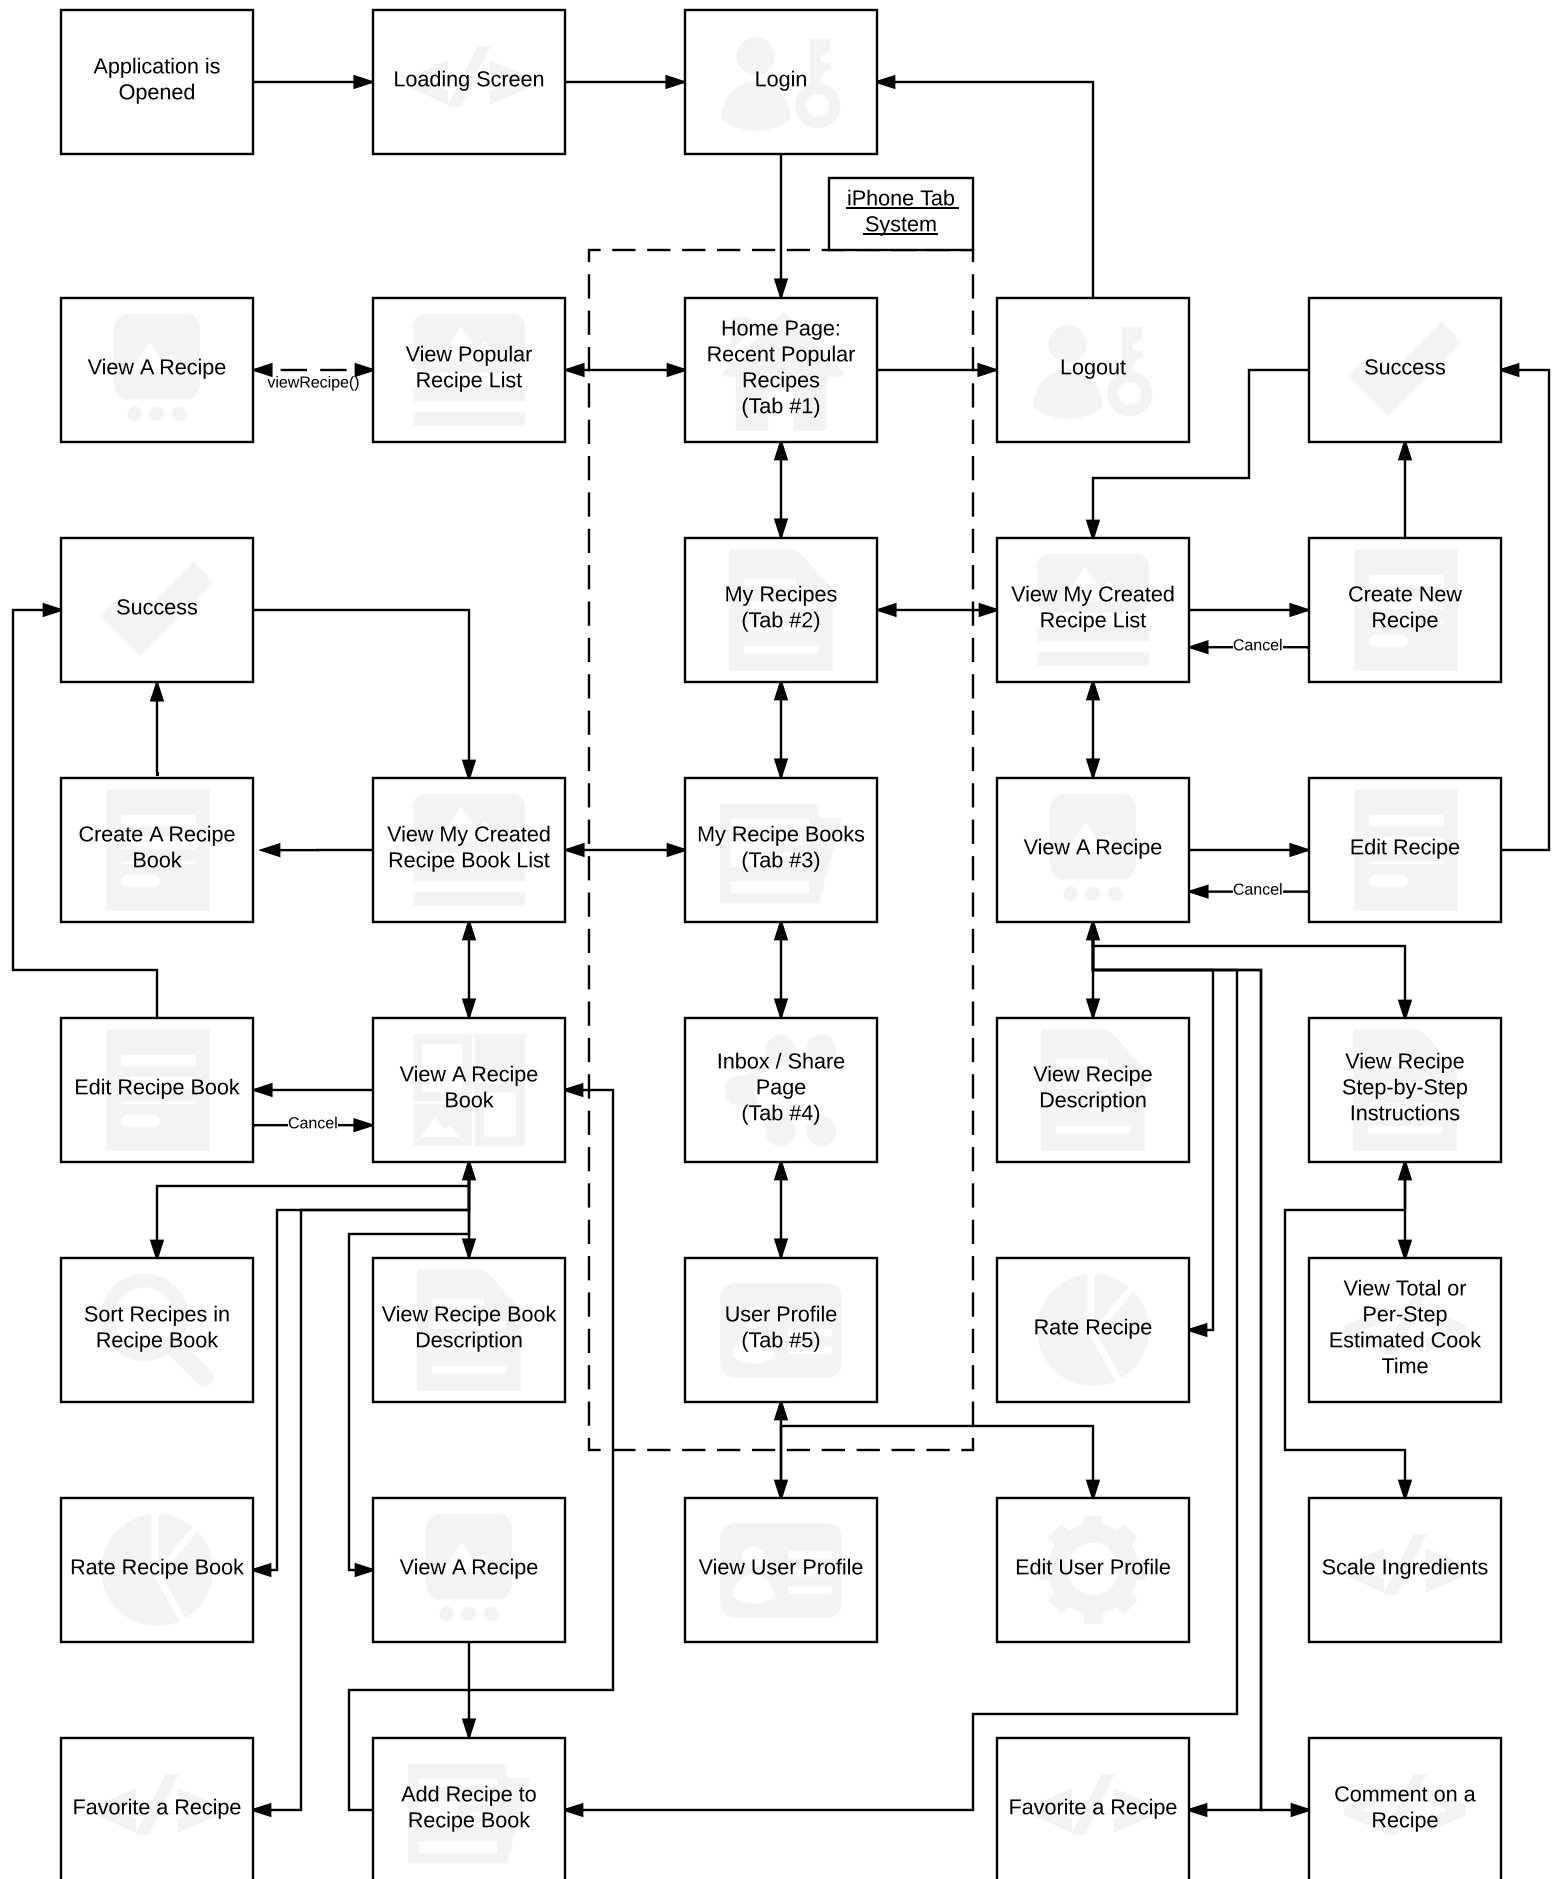 Application is
Opened
Loading Screen
Login
iPhone Tab
System
View A Recipe
viewRecipe()
View Popular
Recipe List
Home Page:
Recent Popular
Recipes
(Tab #1)
Logout
Success
Success
My Recipes
(Tab #2)
View My Created
Recipe List
Cancel
Create New
Recipe
Create A Recipe
Book
View My Created
Recipe Book List
My Recipe Books
(Tab #3)
View A Recipe
Cancel
Edit Recipe
Edit Recipe Book
Cancel
View A Recipe
Book
Inbox / Share
Page
(Tab #4)
View Recipe
Description
View Recipe
Step-by-Step
Instructions
Sort Recipes in
Recipe Book
View Recipe Book
Description
User Profile
(Tab #5)
Rate Recipe
View Total or
Per-Step
Estimated Cook
Time
Rate Recipe Book
View A Recipe
View User Profile
Edit User Profile
Scale Ingredients
Favorite a Recipe
Add Recipe to
Recipe Book
Favorite a Recipe
Comment on a
Recipe